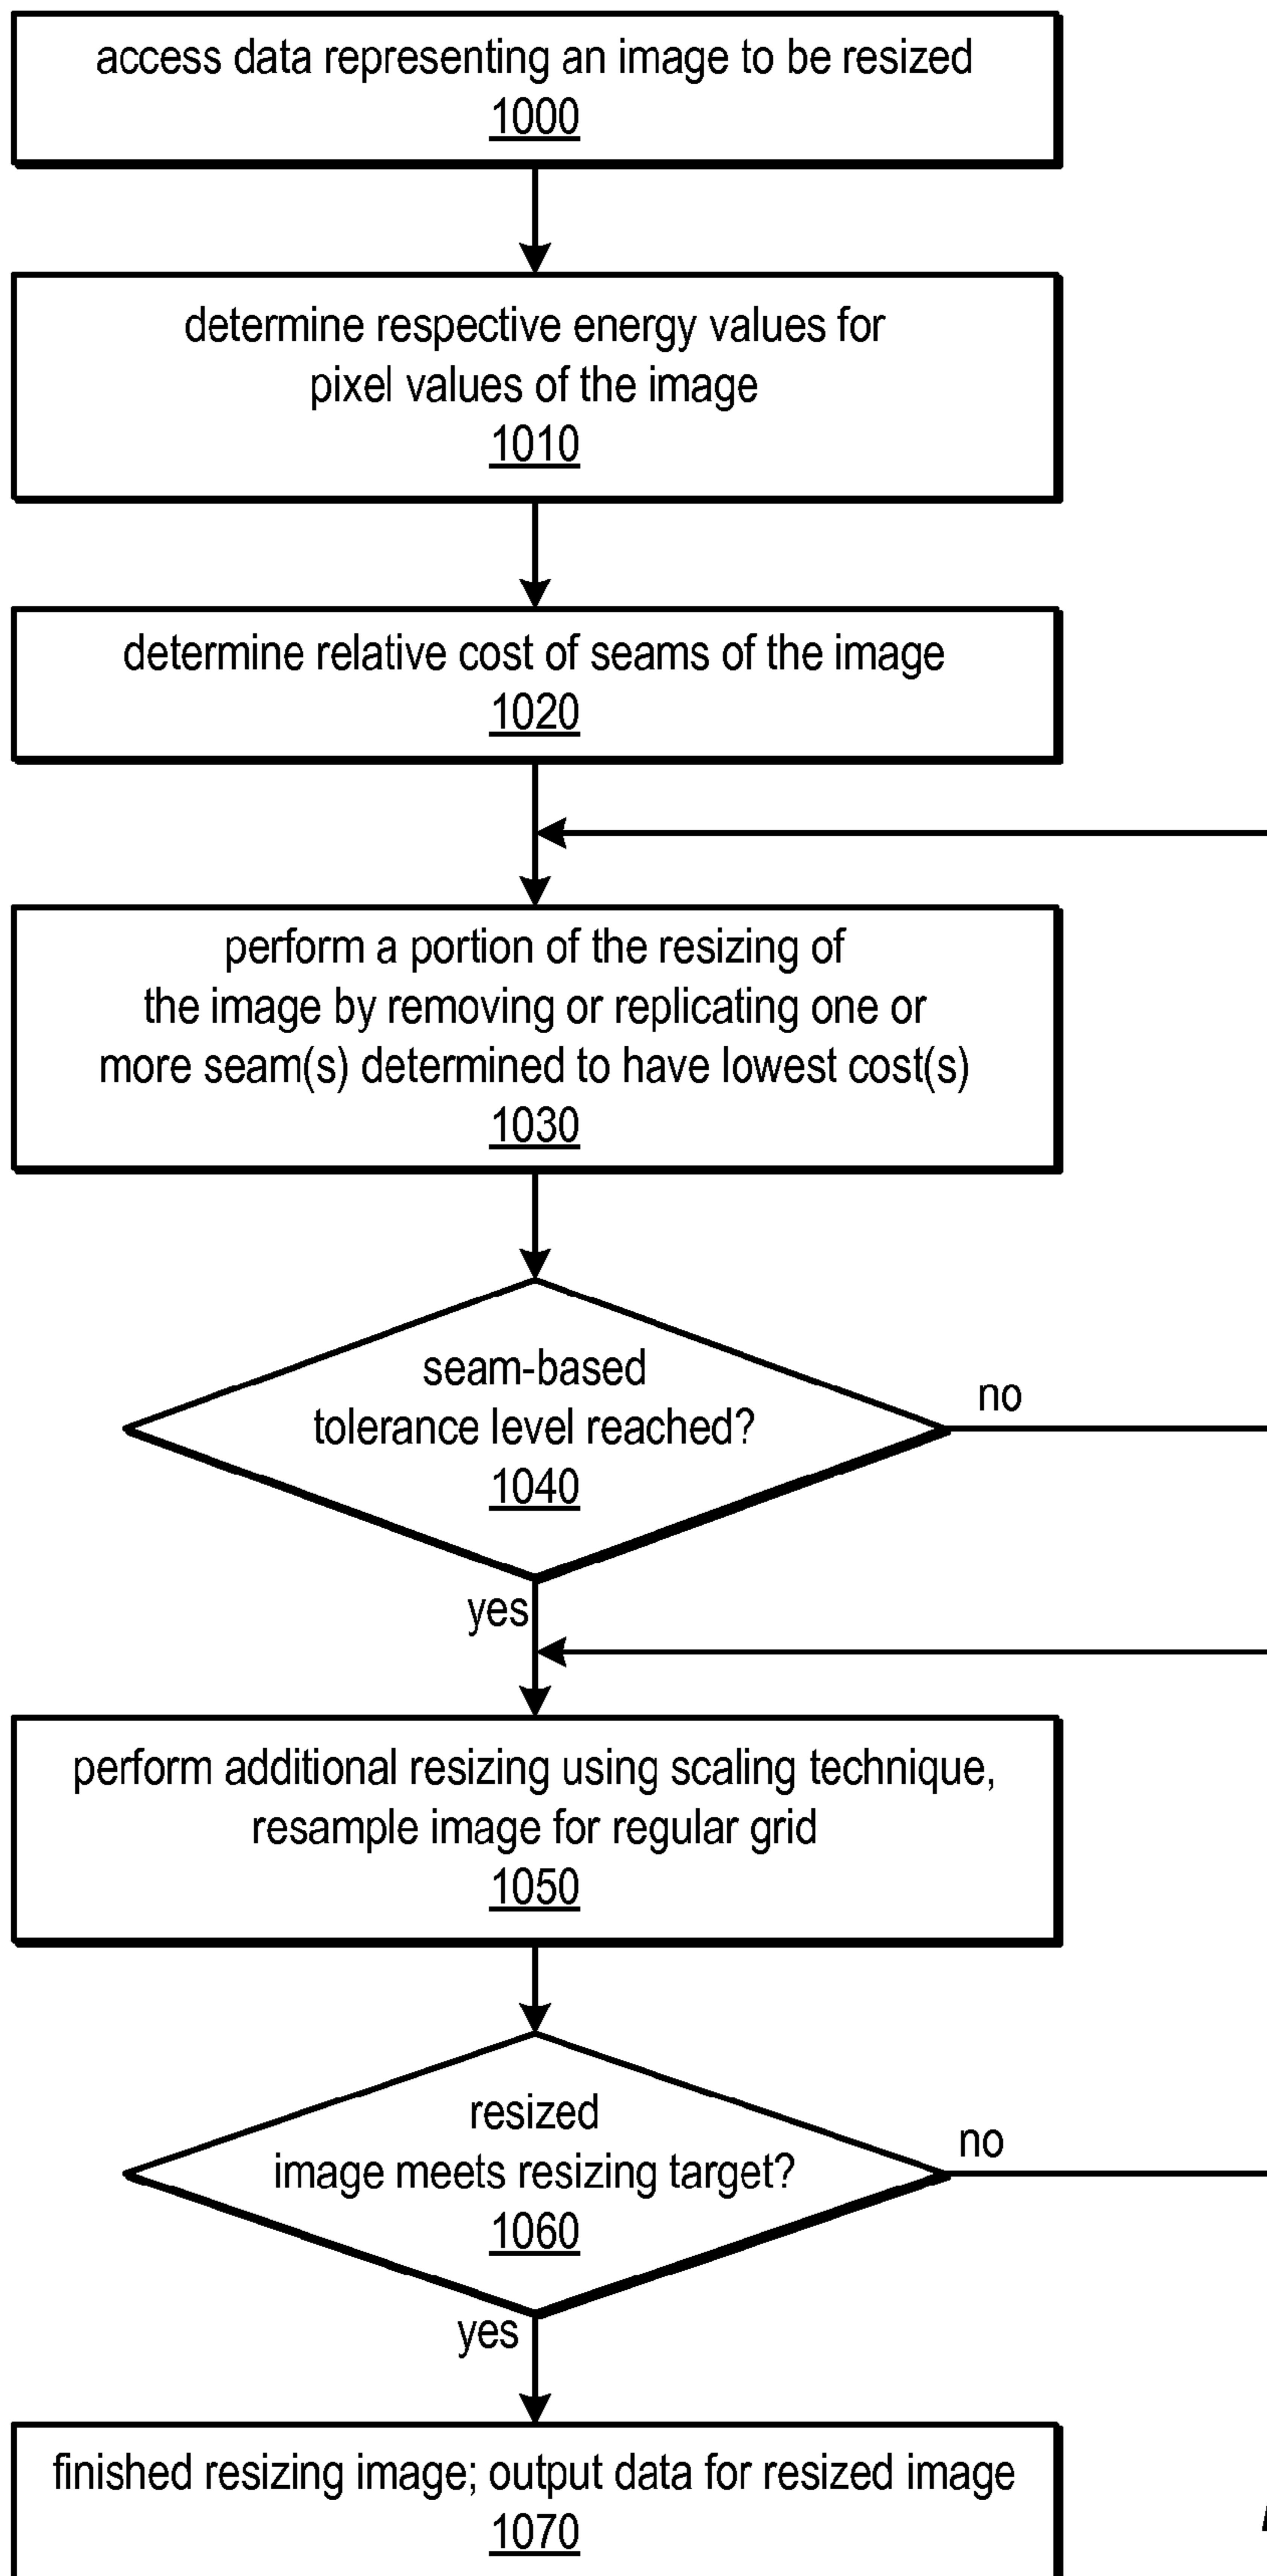 access data representing an image to be resized
1000
determine respective energy values for
pixel values of the image
1010
determine relative cost of seams of the image
1020
perform a portion of the resizing of
the image by removing or replicating one or
more seam(s) determined to have lowest cost(s)
1030
seam-based
tolerance level reached?
1040
no
yes
perform additional resizing using scaling technique,
resample image for regular grid
1050
resized
image meets resizing target?
1060
no
yes
finished resizing image; output data for resized image
1070